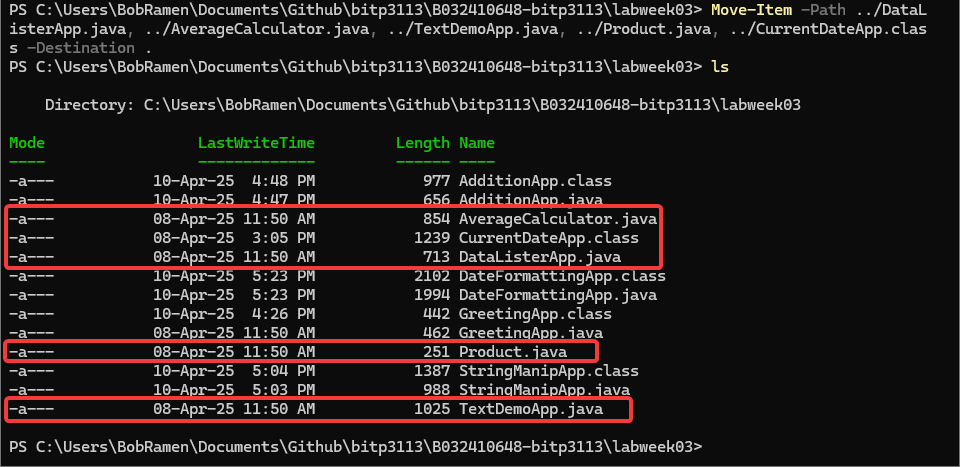 PS C:\Users\BobRamen\Documents\Github\bitp3113\B032410648-bitp3113\labweek03> Move-Item -Path ../DataL
isterApp.java, ../AverageCalculator.java, ../TextDemoApp.java, ../Product.java, ../CurrentDateApp.clas
s -Destination .
PS C:\Users\BobRamen\Documents\Github\bitp3113\B032410648-bitp3113\labweek03> ls
Directory: C:\Users\BobRamen\Documents\Github\bitp3113\B032410648-bitp3113\labweek03
Mode LastWriteTime Length Name
---- ------------- ------ ----
-a--- 10-Apr-25 4:48 PM 977 AdditionApp.class
-a--- 10-Apr-25 4:47 PM 656 AdditionApp.java
-a--- 08-Apr-25 11:50 AM 854 AverageCalculator.java
-a--- 08-Apr-25 3:05 PM 1239 CurrentDateApp.class
-a--- 08-Apr-25 11:50 AM 713 DataListerApp.java
-a--- 10-Apr-25 5:23 PM 2102 DateFormattingApp.class
-a--- 10-Apr-25 5:23 PM 1994 DateFormattingApp.java
-a--- 10-Apr-25 4:26 PM 442 GreetingApp.class
-a--- 08-Apr-25 11:50 AM 462 GreetingApp.java
-a--- 08-Apr-25 11:50 AM 251 Product.java
-a--- 10-Apr-25 5:04 PM 1387 StringManipApp.class
-a--- 10-Apr-25 5:03 PM 988 StringManipApp.java
-a--- 08-Apr-25 11:50 AM 1025 TextDemoApp.java
PS C:\Users\BobRamen\Documents\Github\bitp3113\B032410648-bitp3113\labweek03>